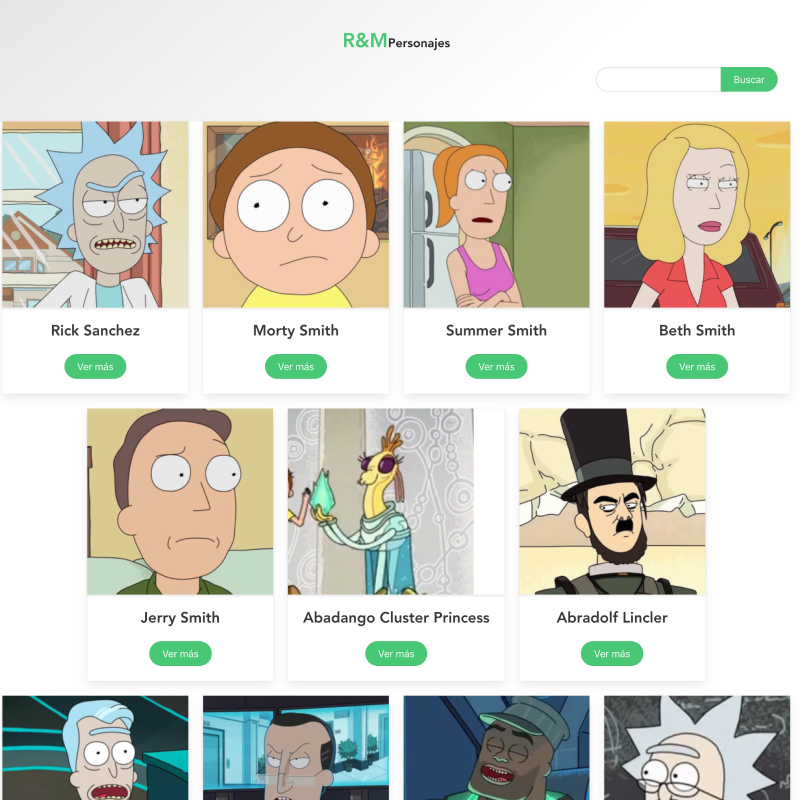 R&MPersonajes
Buscar
Rick Sanchez
Morty Smith
Summer Smith
Beth Smith
Ver más
Ver más
Ver más
Ver más
Jerry Smith
Abadango Cluster Princess
Abradolf Lincler
Ver más
Ver más
Ver más